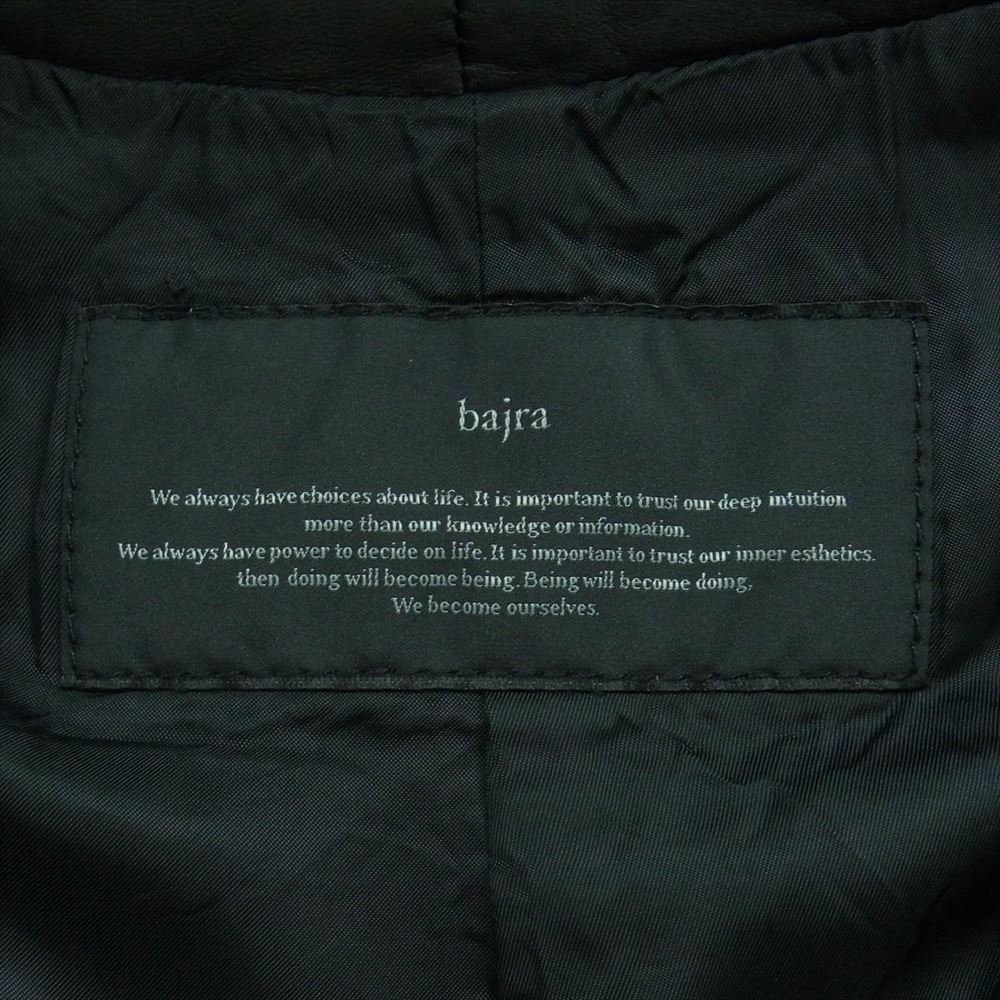 bajra
We always have choices about life. It is important to trust our deep intuition
more than our knowledge or information.
We always have power to decide on life. It is important to trust our inner esthetics.
then doing will become being. Being will become doing,
We become ourselves.